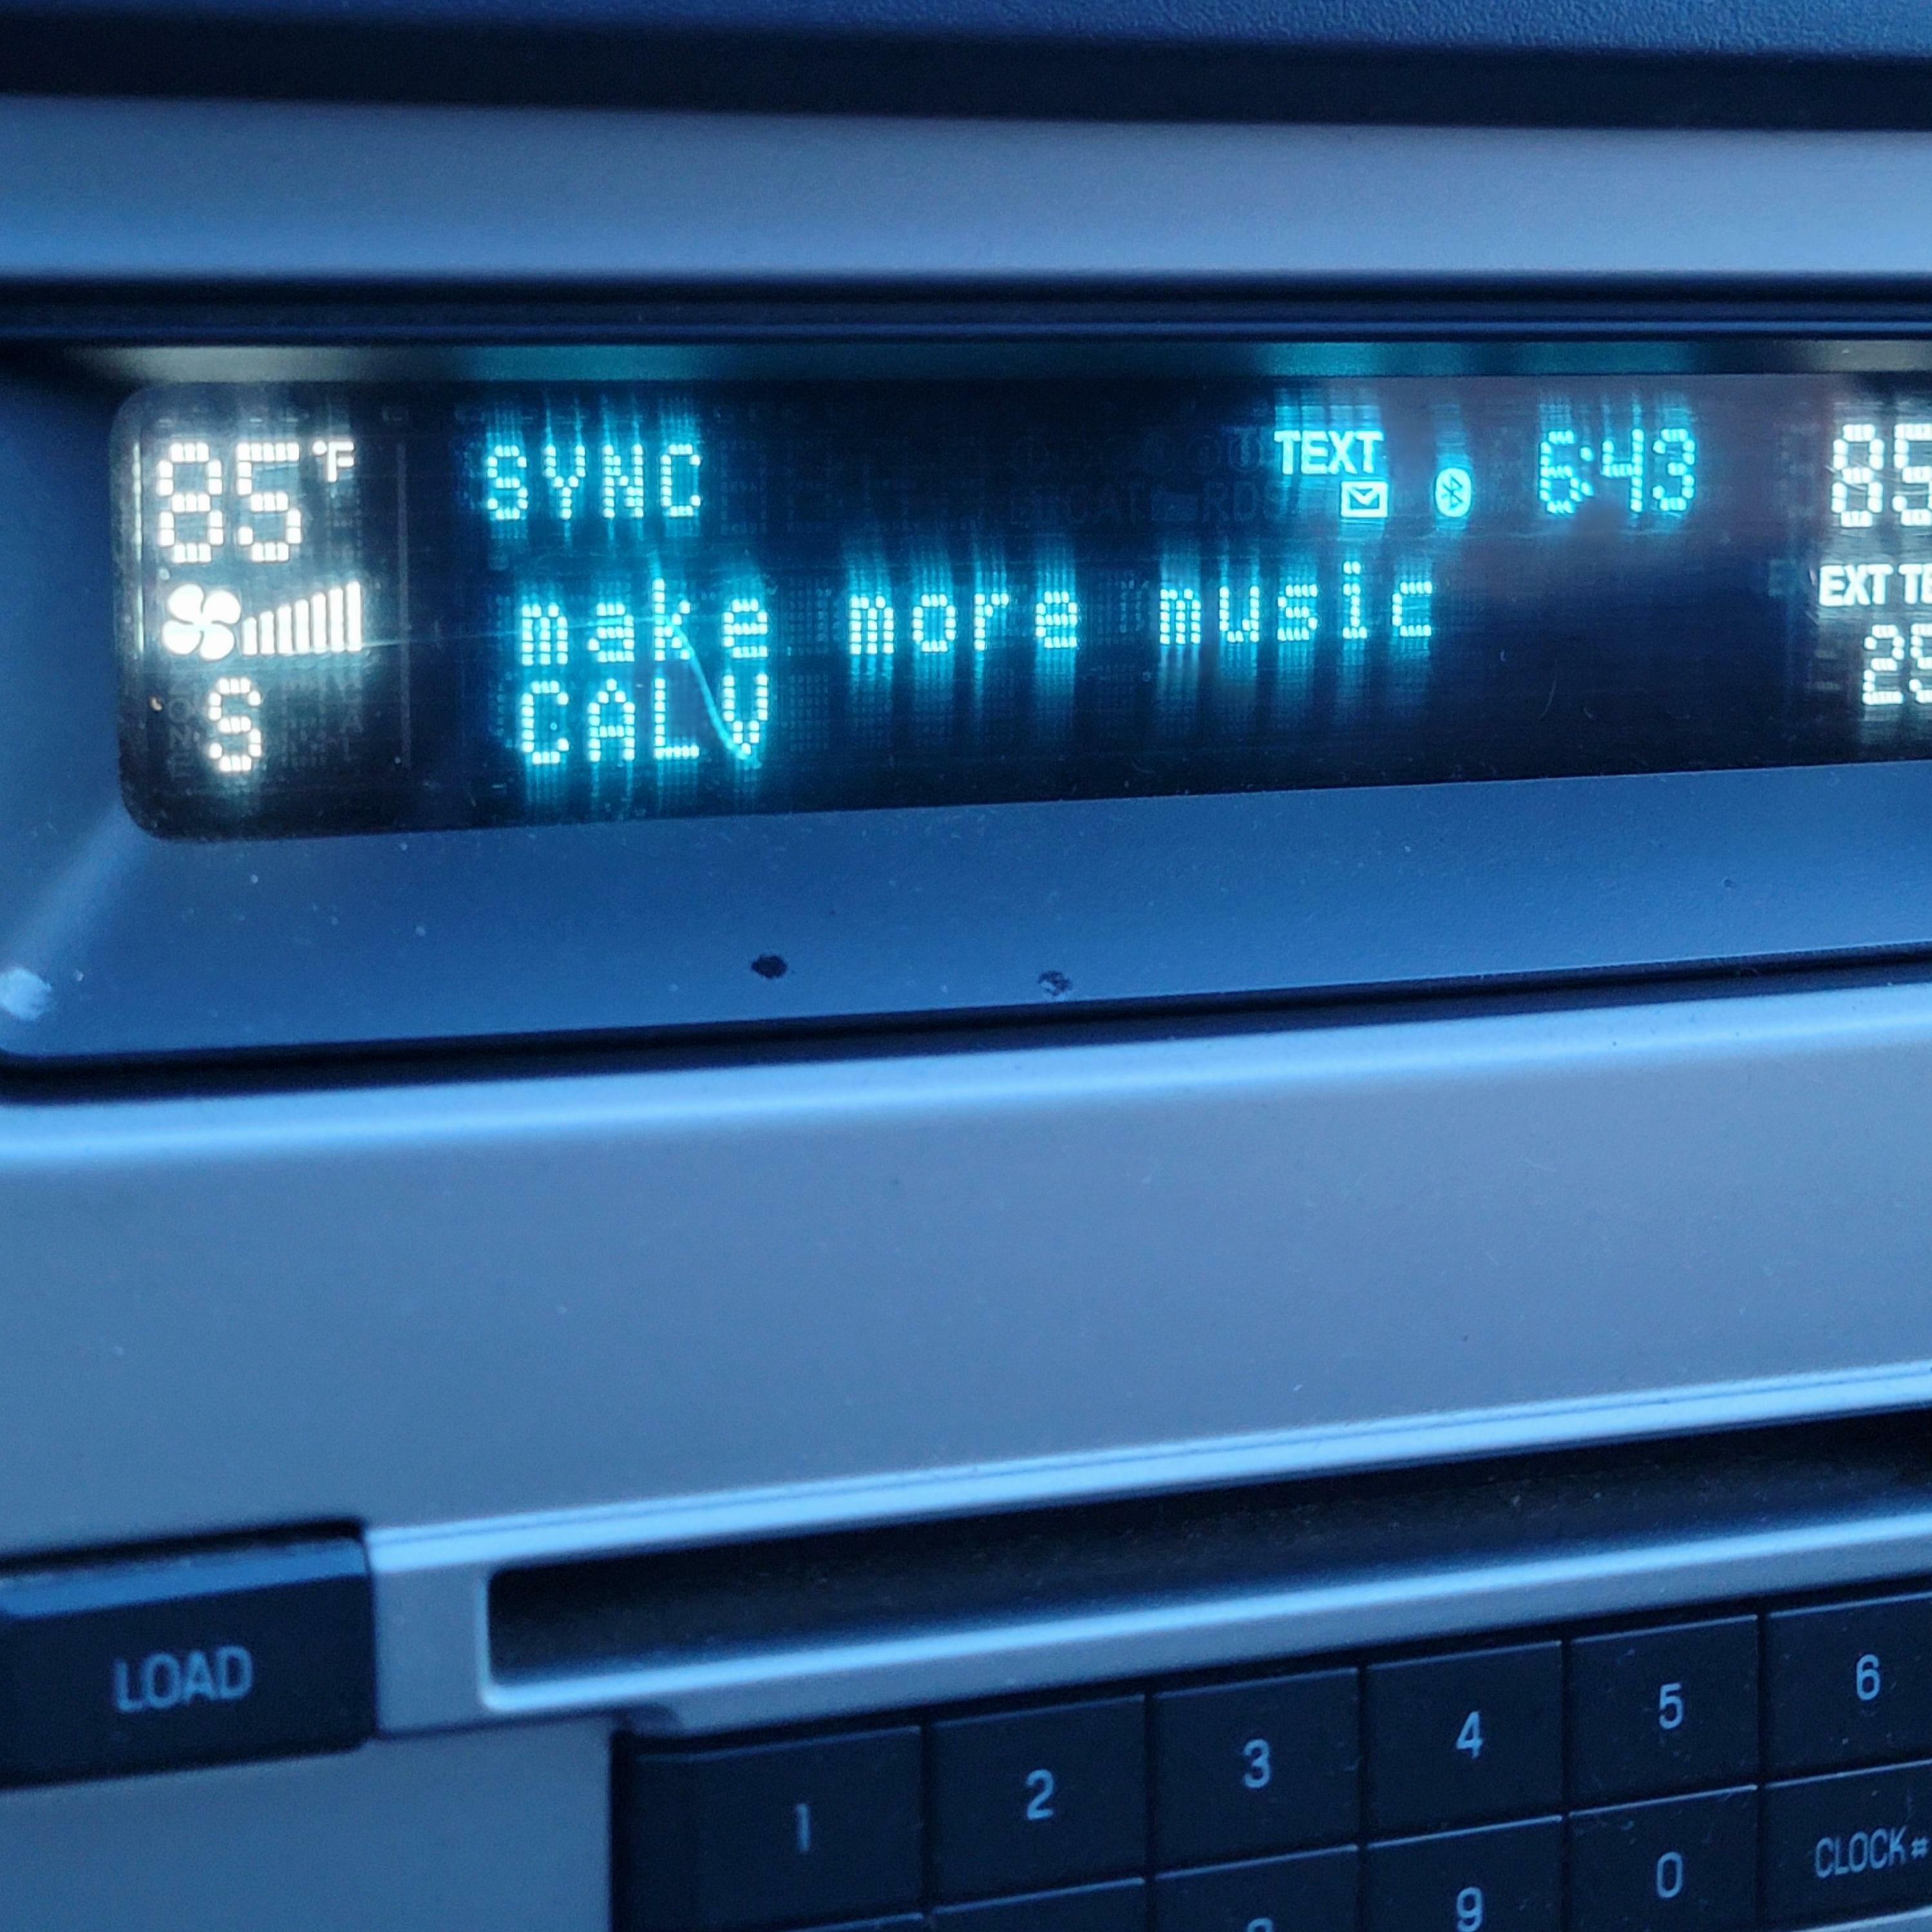 85°F SYNC TEXT 6:43 85
make more music
EXT
S CALV
LOAD
1 2 3 4 5 6
9 0 CLOCK#